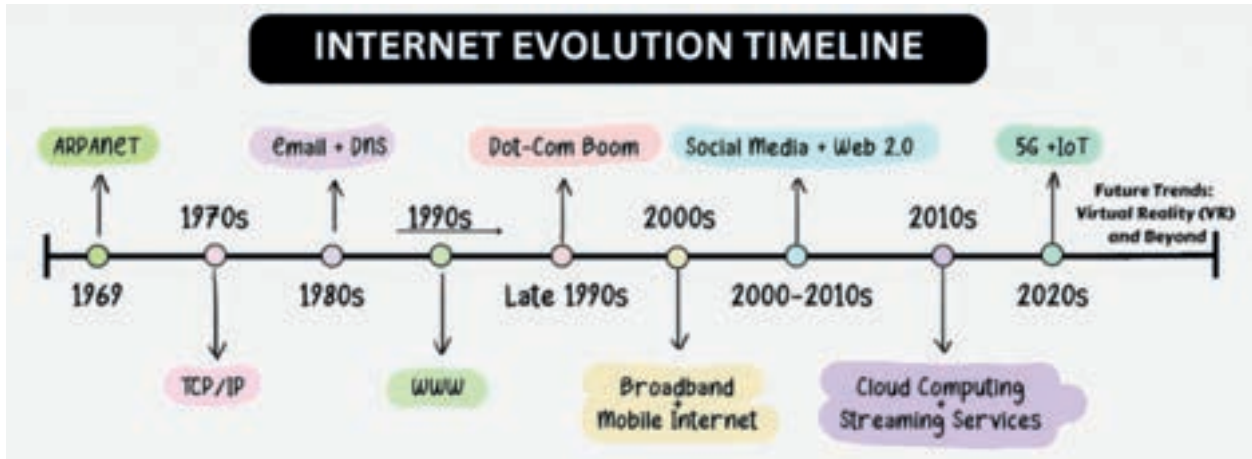 INTERNET EVOLUTION TIMELINE
ARPANET
email + DNS
Dot-Com Boom
Social Media + Web 2.0
5G +IoT
Future Trends:
Virtual Reality (VR)
and Beyond
1970s
1990s
2000s
2010s
1969
1980s
Late 1990s
2000-2010s
2020s
TCP/IP
WWW
Broadband
+
Mobile Internet
Cloud Computing
+
Streaming Services